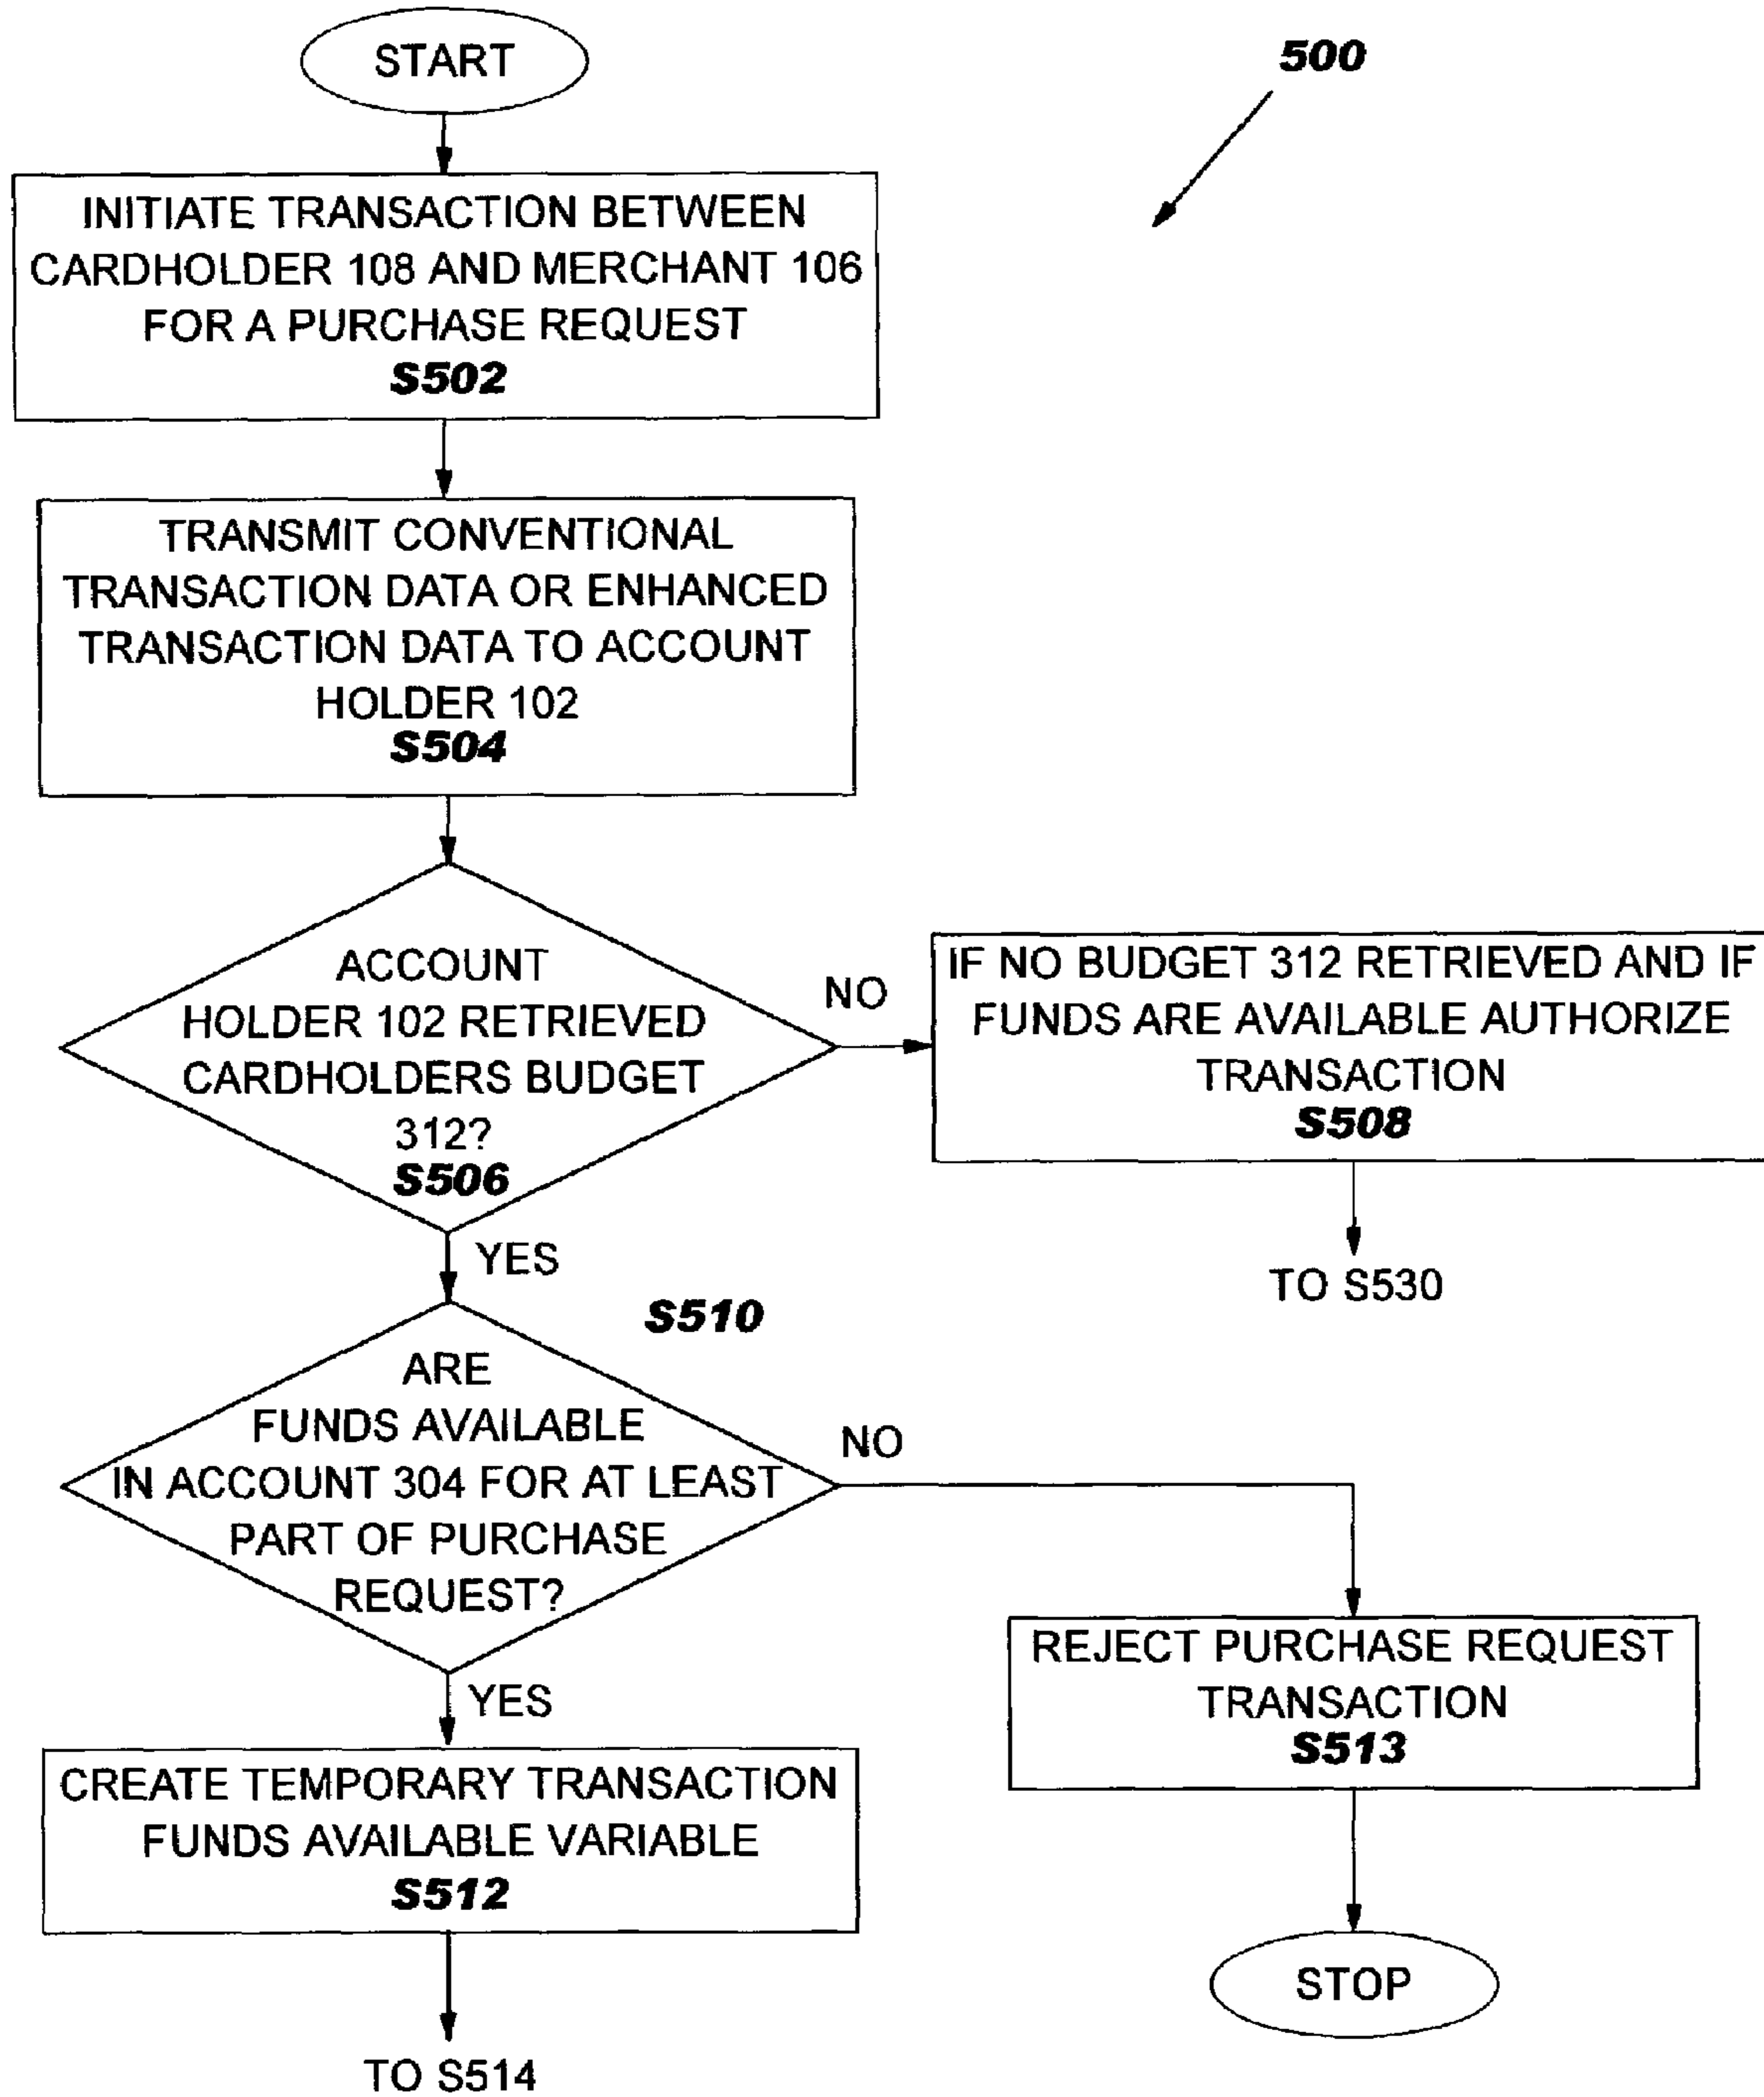 START
500
INITIATE TRANSACTION BETWEEN
CARDHOLDER 108 AND MERCHANT 106
FOR A PURCHASE REQUEST
S502
TRANSMIT CONVENTIONAL
TRANSACTION DATA OR ENHANCED
TRANSACTION DATA TO ACCOUNT
HOLDER 102
S504
ACCOUNT
HOLDER 102 RETRIEVED
CARDHOLDERS BUDGET
312?
S506
NO
IF NO BUDGET 312 RETRIEVED AND IF
FUNDS ARE AVAILABLE AUTHORIZE
TRANSACTION
S508
TO S530
YES
S510
ARE
FUNDS AVAILABLE
IN ACCOUNT 304 FOR AT LEAST
PART OF PURCHASE
REQUEST?
NO
REJECT PURCHASE REQUEST
TRANSACTION
S513
STOP
YES
CREATE TEMPORARY TRANSACTION
FUNDS AVAILABLE VARIABLE
S512
TO S514